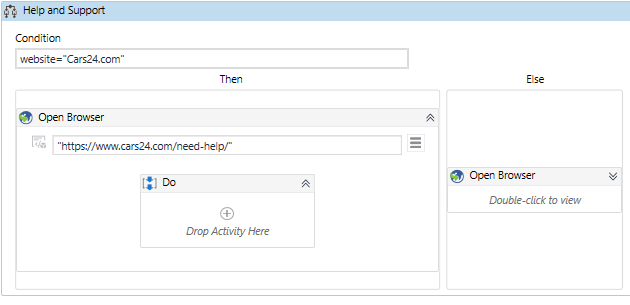 Help and Support
Condition
website="Cars24.com"
Then
Else
Open Browser
"https://www.cars24.com/need-help/"
Do
Drop Activity Here
Open Browser
Double-click to view